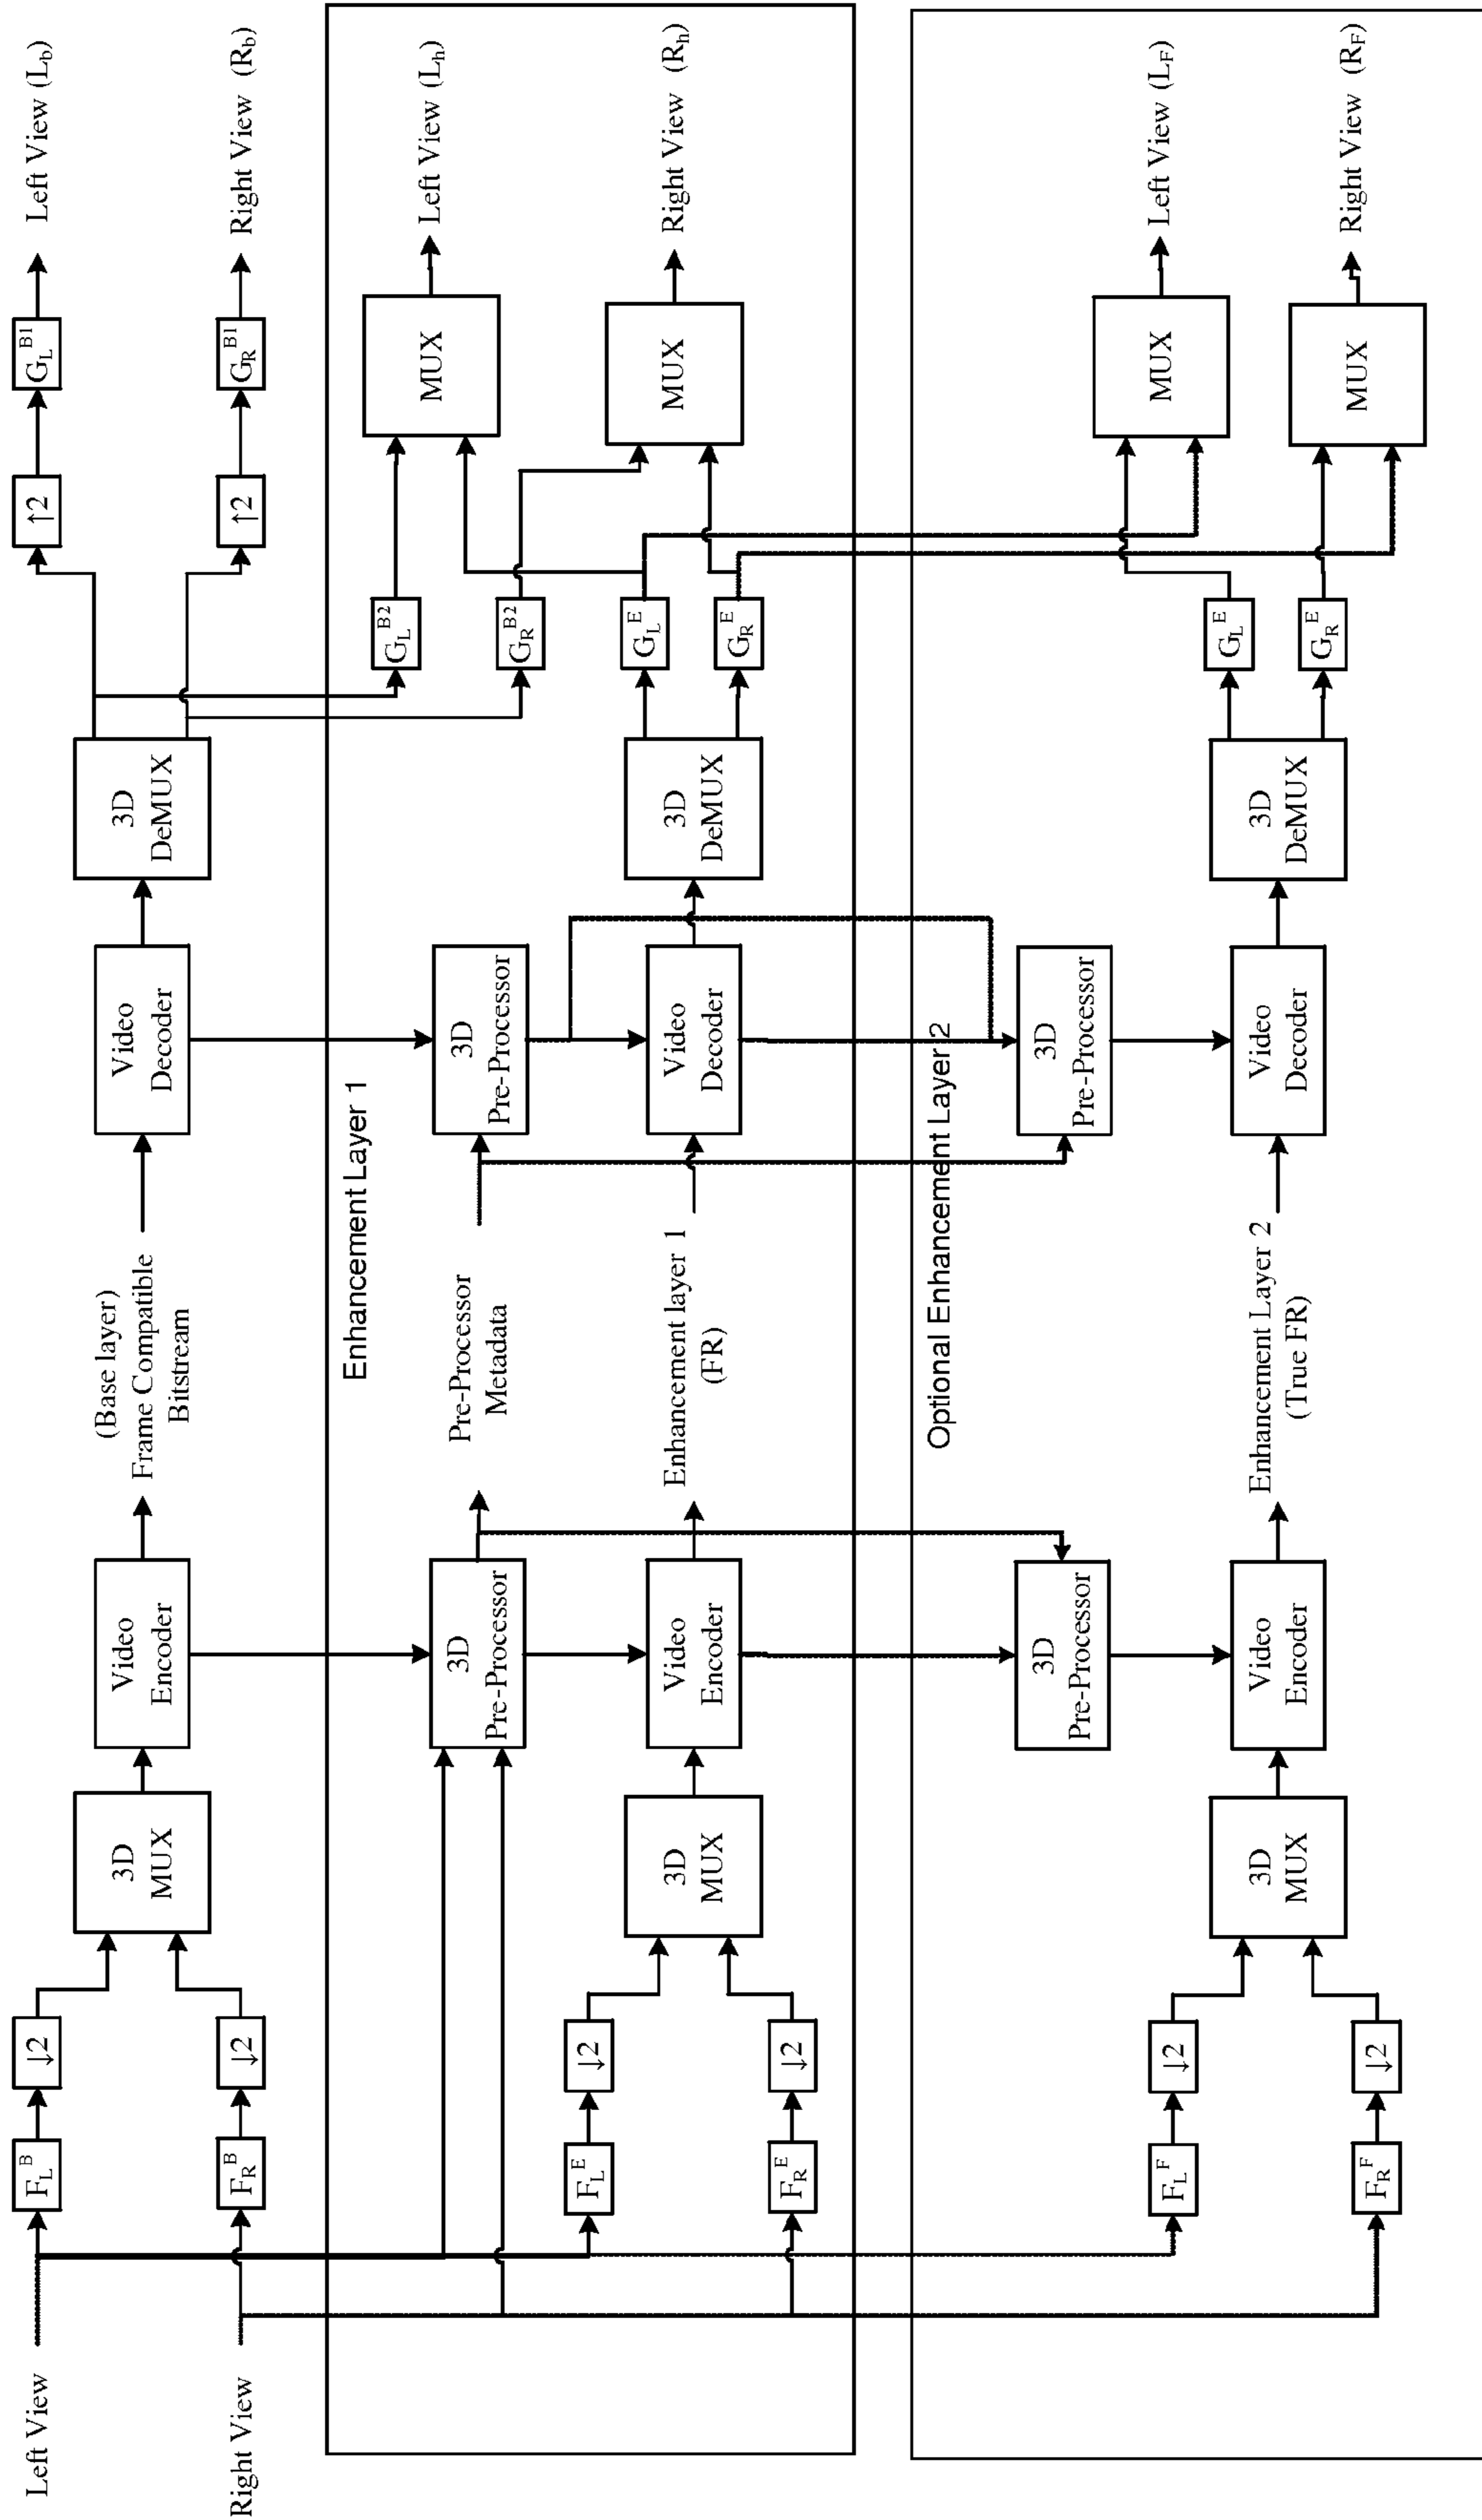 Left View
F_L^B
↓2
Right View
F_R^B
↓2
3D
MUX
Video
Encoder
(Base layer)
Frame Compatible
Bitstream
Video
Decoder
3D
DeMUX
↑2
G_L^B1
Left View (L_b)
↑2
G_R^B1
Right View (R_b)
Enhancement Layer 1
3D
Pre-Processor
Pre-Processor
Metadata
3D
Pre-Processor
G_L^B2
G_R^B2
MUX
Left View (L_h)
F_L^E
↓2
F_R^E
↓2
3D
MUX
Video
Encoder
Enhancement layer 1
(FR)
Video
Decoder
3D
DeMUX
G_L^E
G_R^E
MUX
Right View (R_h)
Optional Enhancement Layer 2
3D
Pre-Processor
3D
Pre-Processor
F_L^F
↓2
F_R^F
↓2
3D
MUX
Video
Encoder
Enhancement Layer 2
(True FR)
Video
Decoder
3D
DeMUX
G_L^E
G_R^E
MUX
Left View (L_F)
MUX
Right View (R_F)